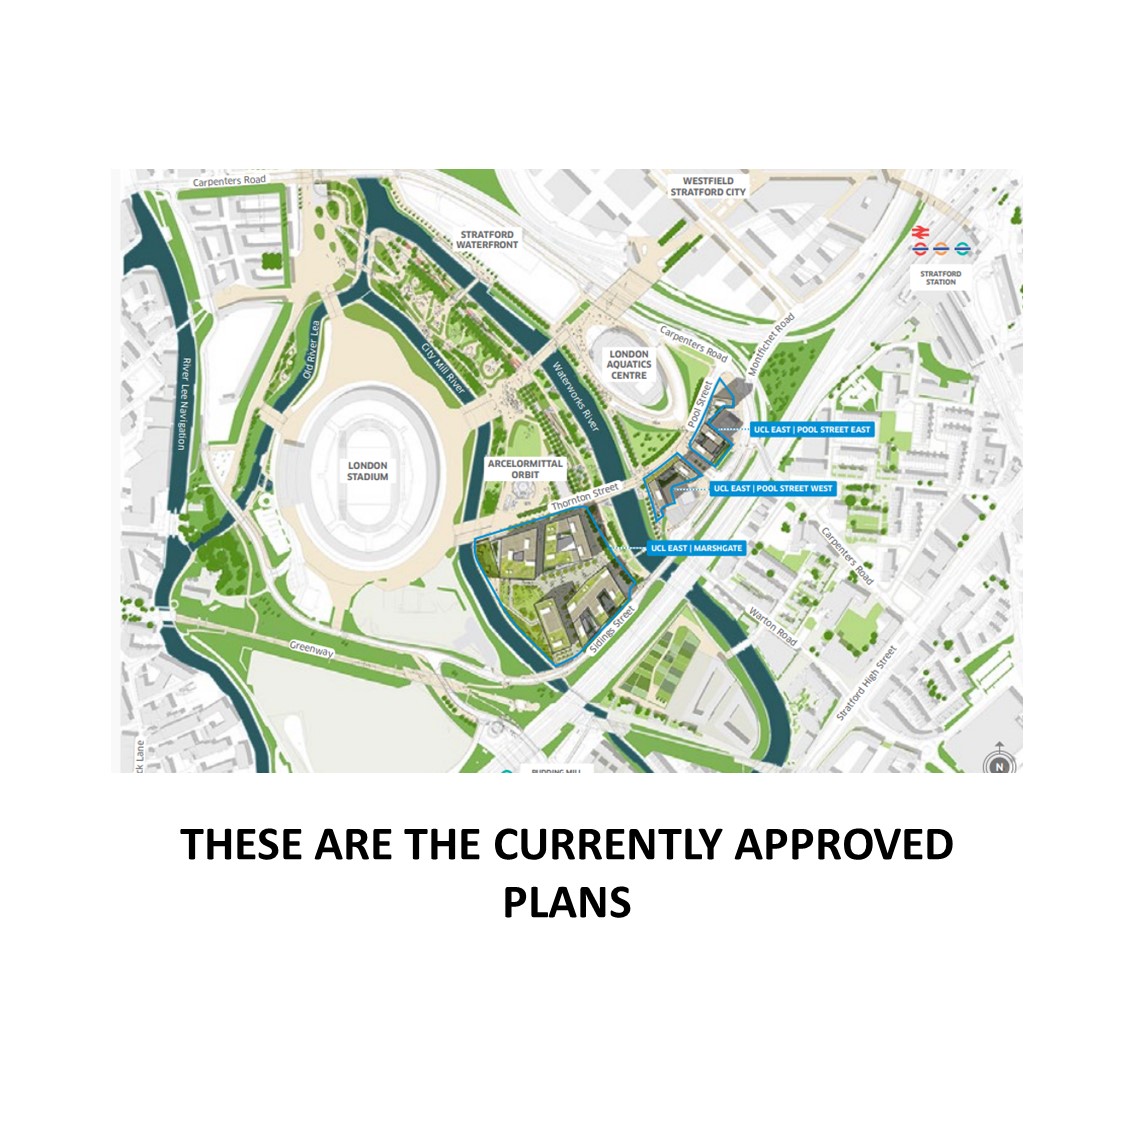 Carpenters Road
WESTFIELD
STRATFORD CITY
STRATFORD
WATERFRONT
STRATFORD
STATION
Old River Lea
City Mill River
Waterworks River
River Lee Navigation
LONDON
AQUATICS
CENTRE
Carpenters Road
Montfichet Road
Pool Street
UCL EAST | POOL STREET EAST
LONDON
STADIUM
ARCELORMITTAL
ORBIT
Thornton Street
UCL EAST | POOL STREET WEST
UCL EAST | MARSHGATE
Carpenters Road
Sidings Street
Warton Road
Greenway
Stratford High Street
ck Lane
PUDDING MILL
N
THESE ARE THE CURRENTLY APPROVED
PLANS